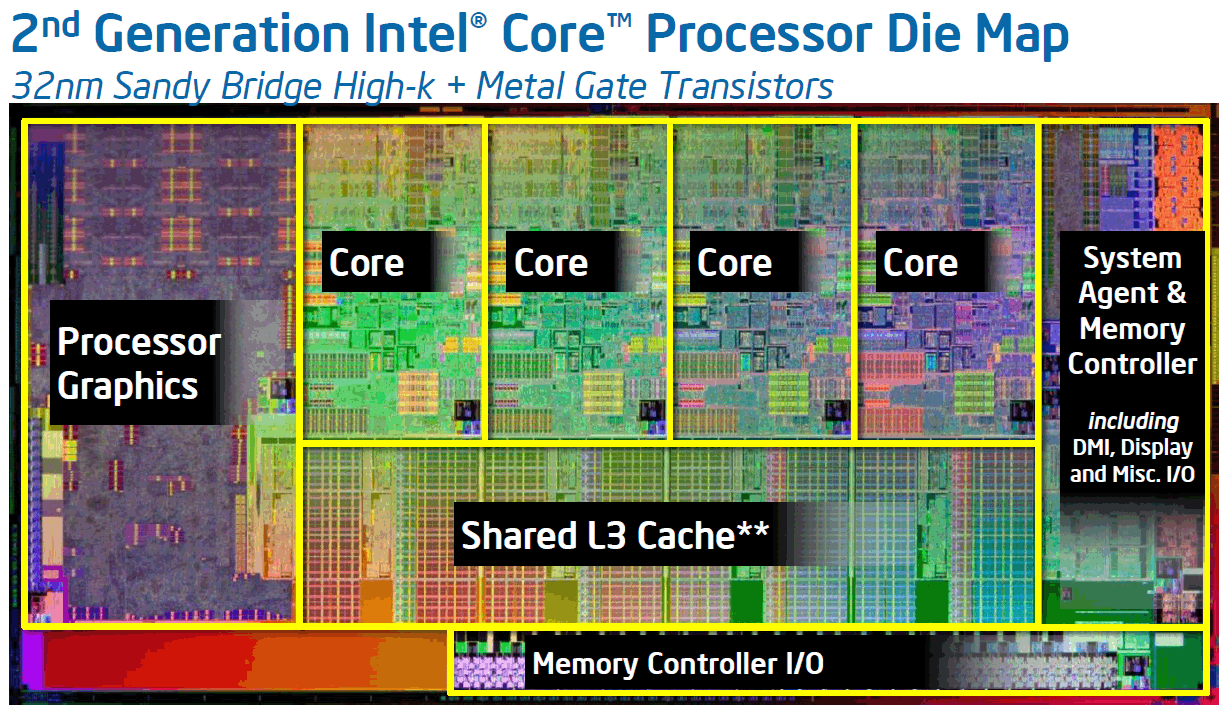 2nd Generation Intel® Core™ Processor Die Map
32nm Sandy Bridge High-k + Metal Gate Transistors
Core
Core
Core
Core
System
Agent &
Memory
Controller
including
DMI, Display
and Misc. I/O
Processor
Graphics
Shared L3 Cache**
Memory Controller I/O